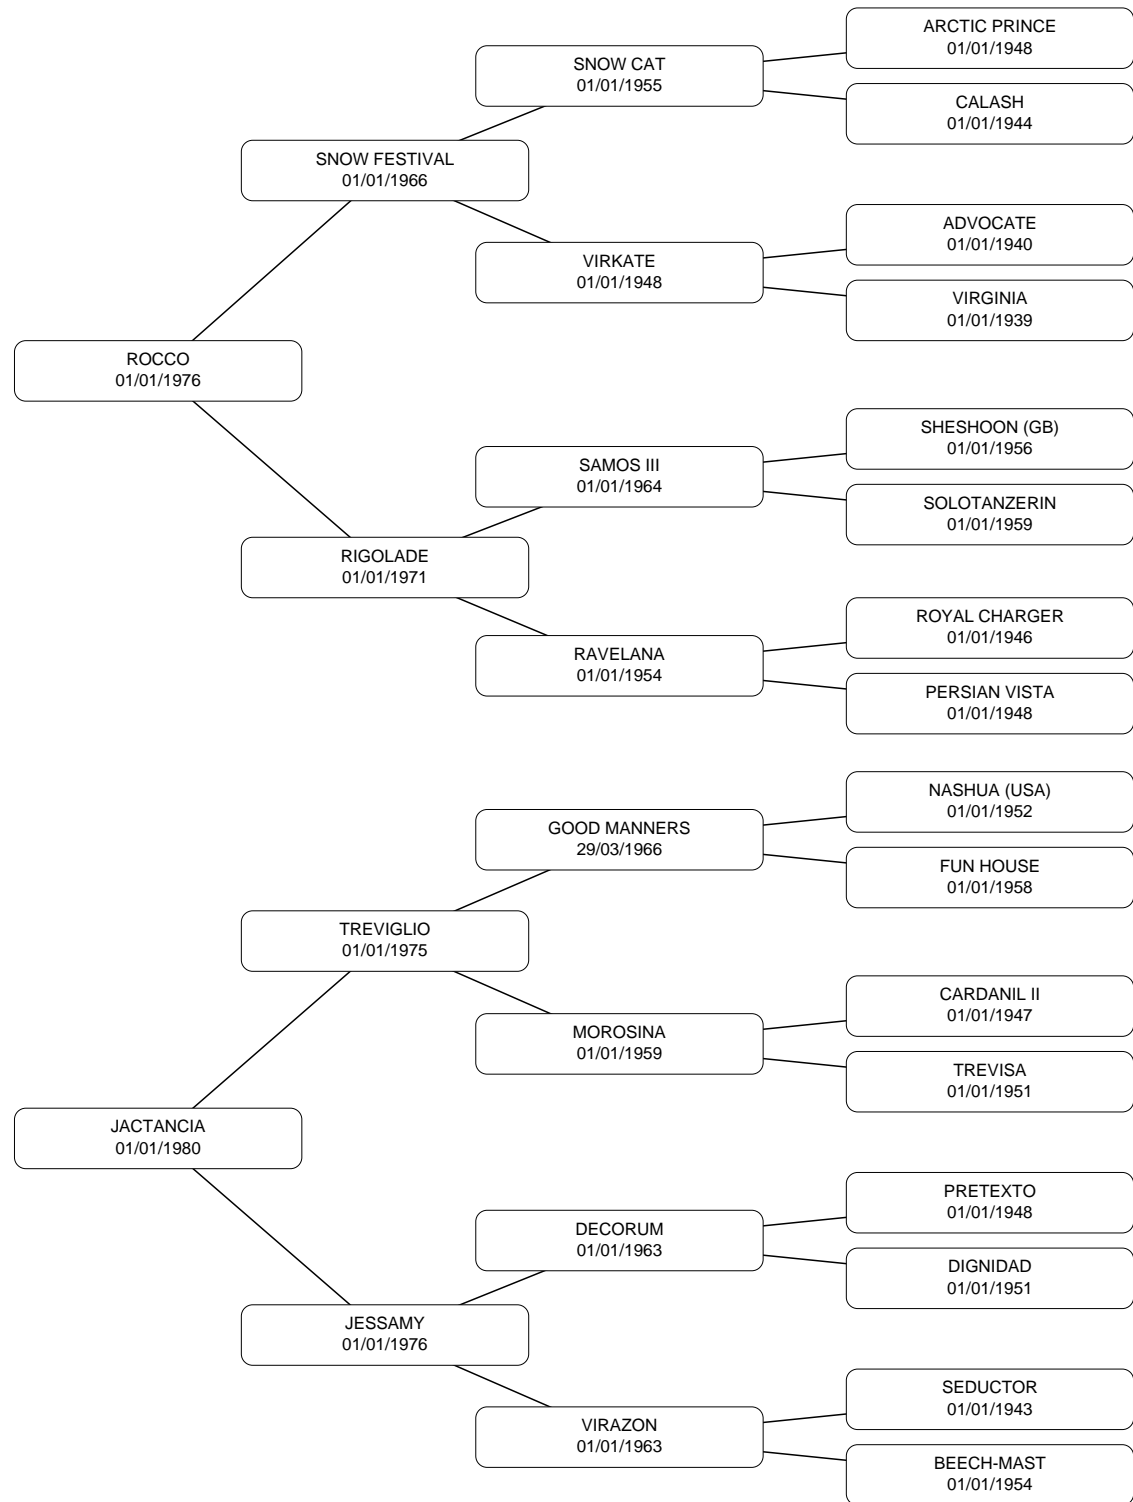 ARCTIC PRINCE
01/01/1948
SNOW CAT
01/01/1955
CALASH
01/01/1944
SNOW FESTIVAL
01/01/1966
ADVOCATE
01/01/1940
VIRKATE
01/01/1948
VIRGINIA
01/01/1939
ROCCO
01/01/1976
SHESHOON (GB)
01/01/1956
SAMOS III
01/01/1964
SOLOTANZERIN
01/01/1959
RIGOLADE
01/01/1971
ROYAL CHARGER
01/01/1946
RAVELANA
01/01/1954
PERSIAN VISTA
01/01/1948
NASHUA (USA)
01/01/1952
GOOD MANNERS
29/03/1966
FUN HOUSE
01/01/1958
TREVIGLIO
01/01/1975
CARDANIL II
01/01/1947
MOROSINA
01/01/1959
TREVISA
01/01/1951
JACTANCIA
01/01/1980
PRETEXTO
01/01/1948
DECORUM
01/01/1963
DIGNIDAD
01/01/1951
JESSAMY
01/01/1976
SEDUCTOR
01/01/1943
VIRAZON
01/01/1963
BEECH-MAST
01/01/1954